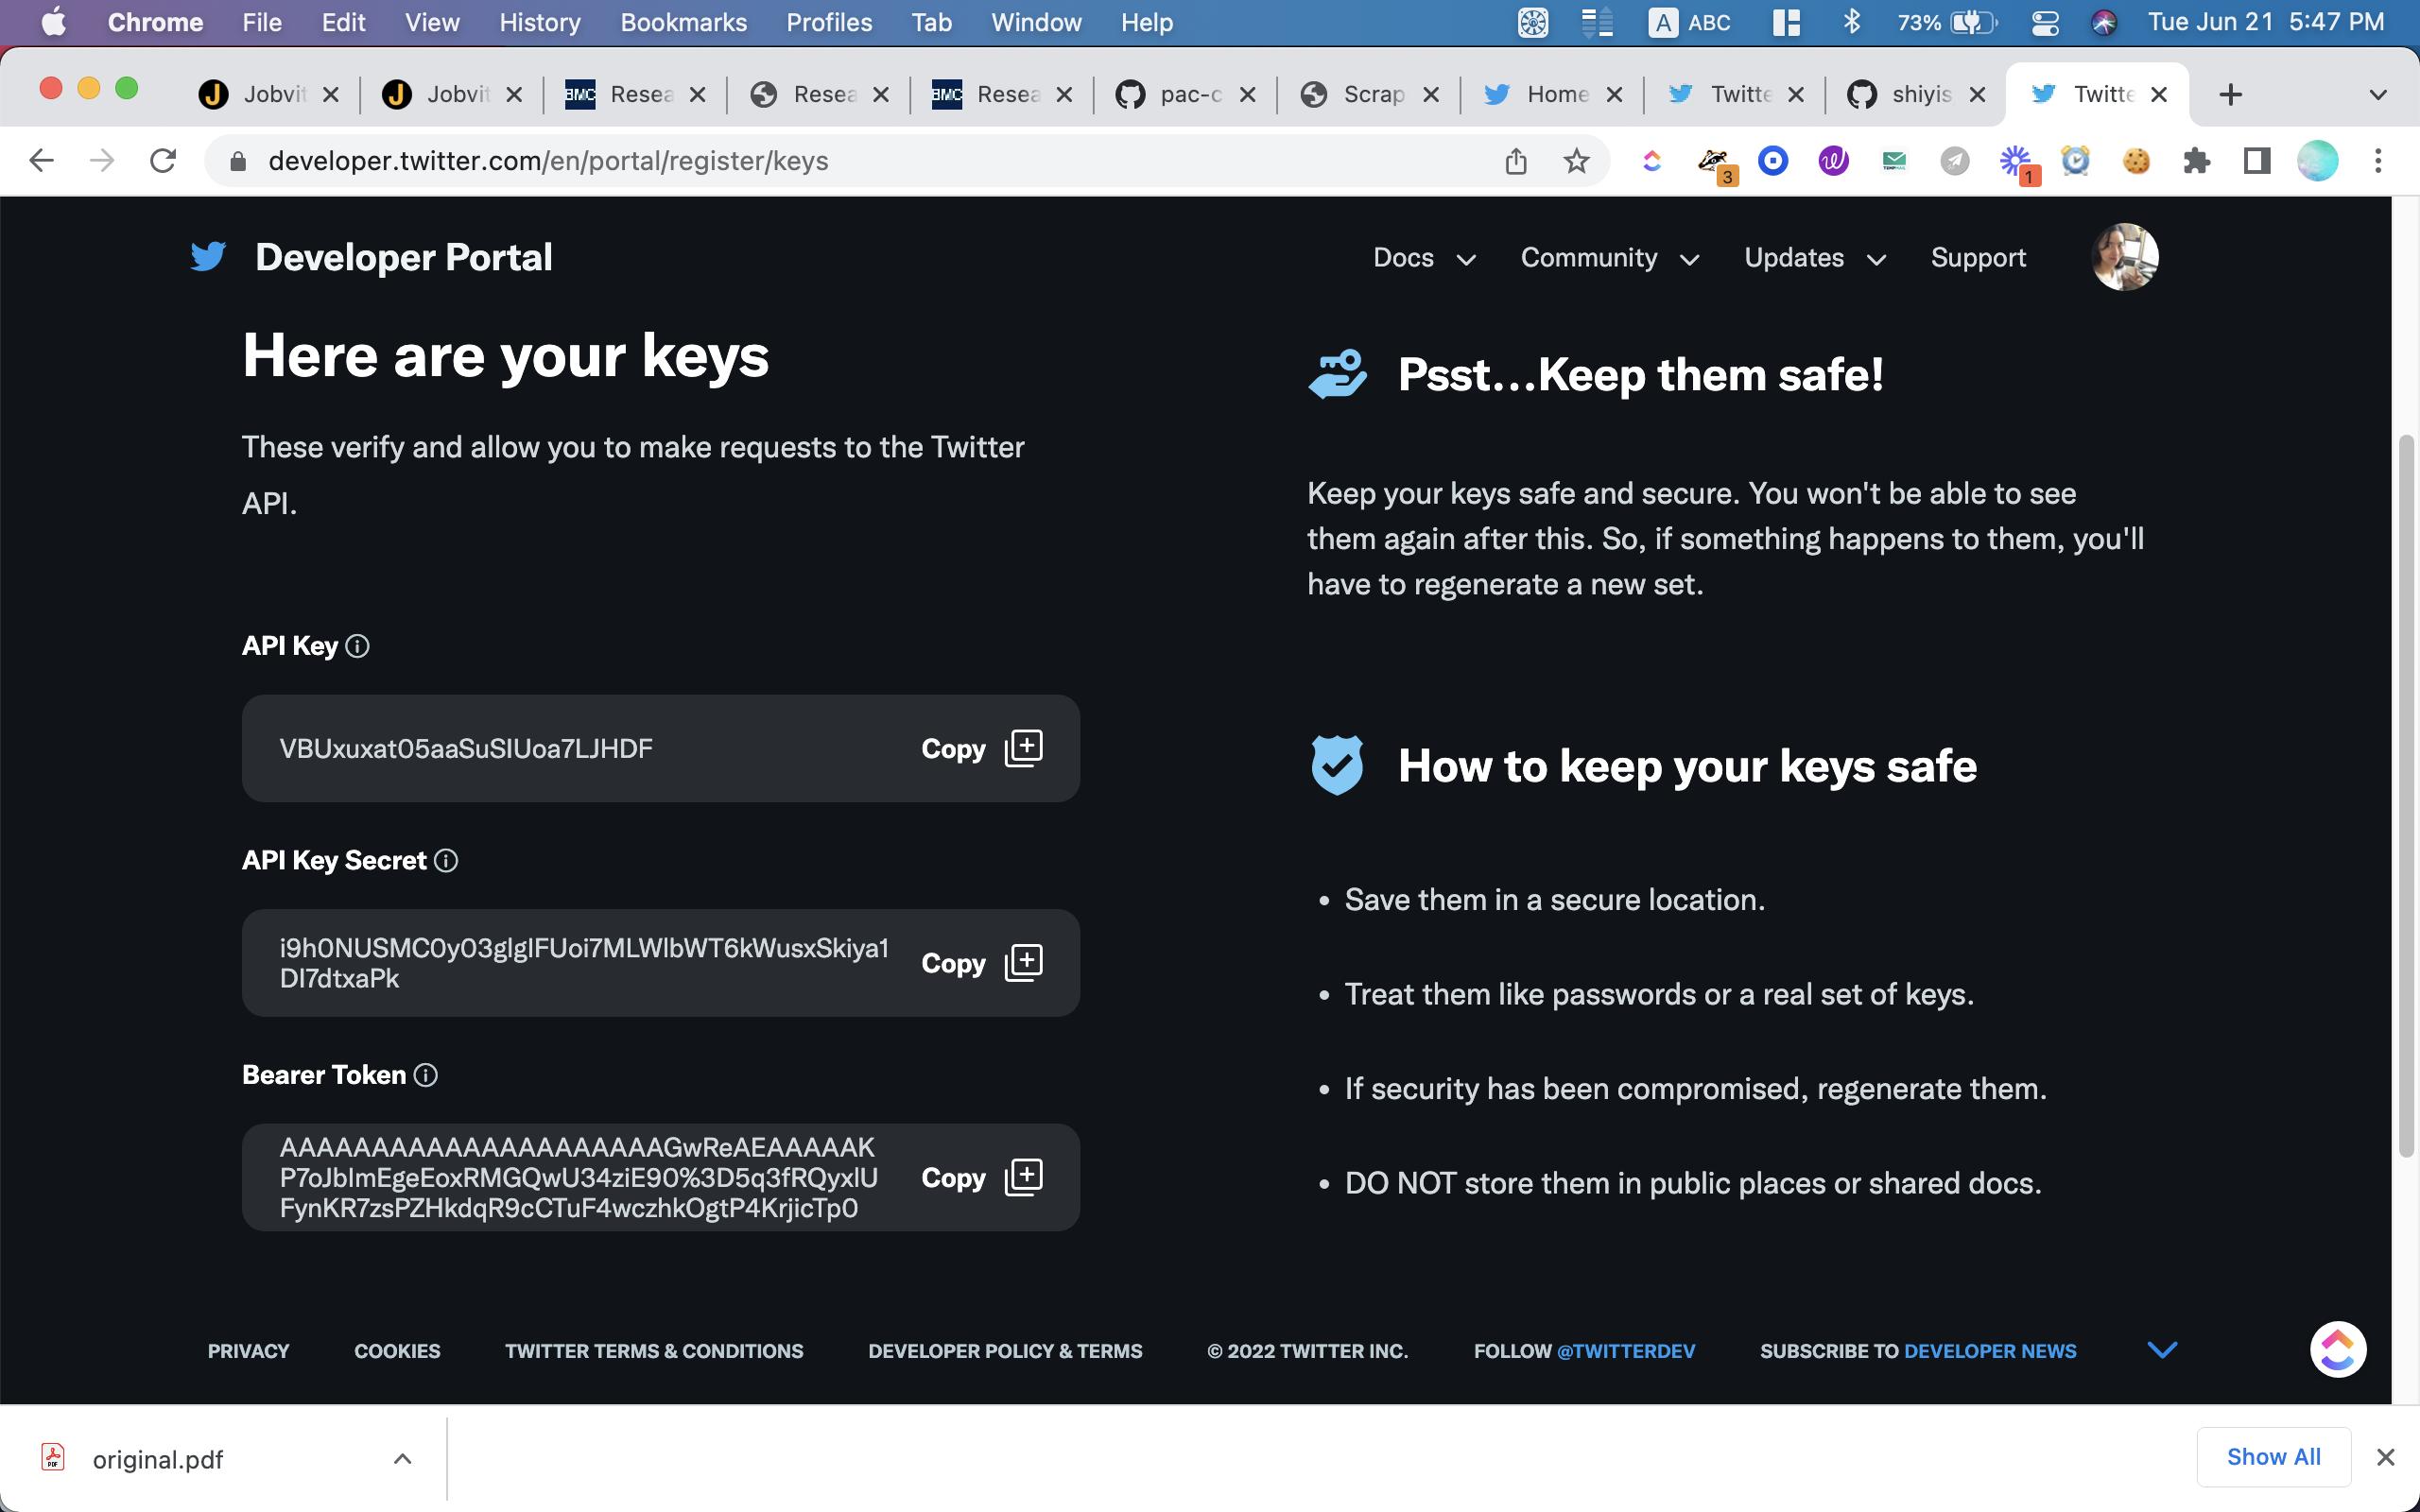 Chrome File Edit View History Bookmarks Profiles Tab Window Help A ABC 73% Tue Jun 21 5:47 PM
Jobvit Jobvit BMC Resea Resea BMC Resea pac-c Scrap Home Twitte shiyis Twitte
developer.twitter.com/en/portal/register/keys 3 1
Developer Portal Docs Community Updates Support
Here are your keys
These verify and allow you to make requests to the Twitter
API.
API Key
Copy
API Key Secret
Copy
Bearer Token
Copy
Psst...Keep them safe!
Keep your keys safe and secure. You won't be able to see
them again after this. So, if something happens to them, you'll
have to regenerate a new set.
How to keep your keys safe
• Save them in a secure location.
• Treat them like passwords or a real set of keys.
• If security has been compromised, regenerate them.
• DO NOT store them in public places or shared docs.
PRIVACY COOKIES TWITTER TERMS & CONDITIONS DEVELOPER POLICY & TERMS © 2022 TWITTER INC. FOLLOW @TWITTERDEV SUBSCRIBE TO DEVELOPER NEWS
original.pdf Show All